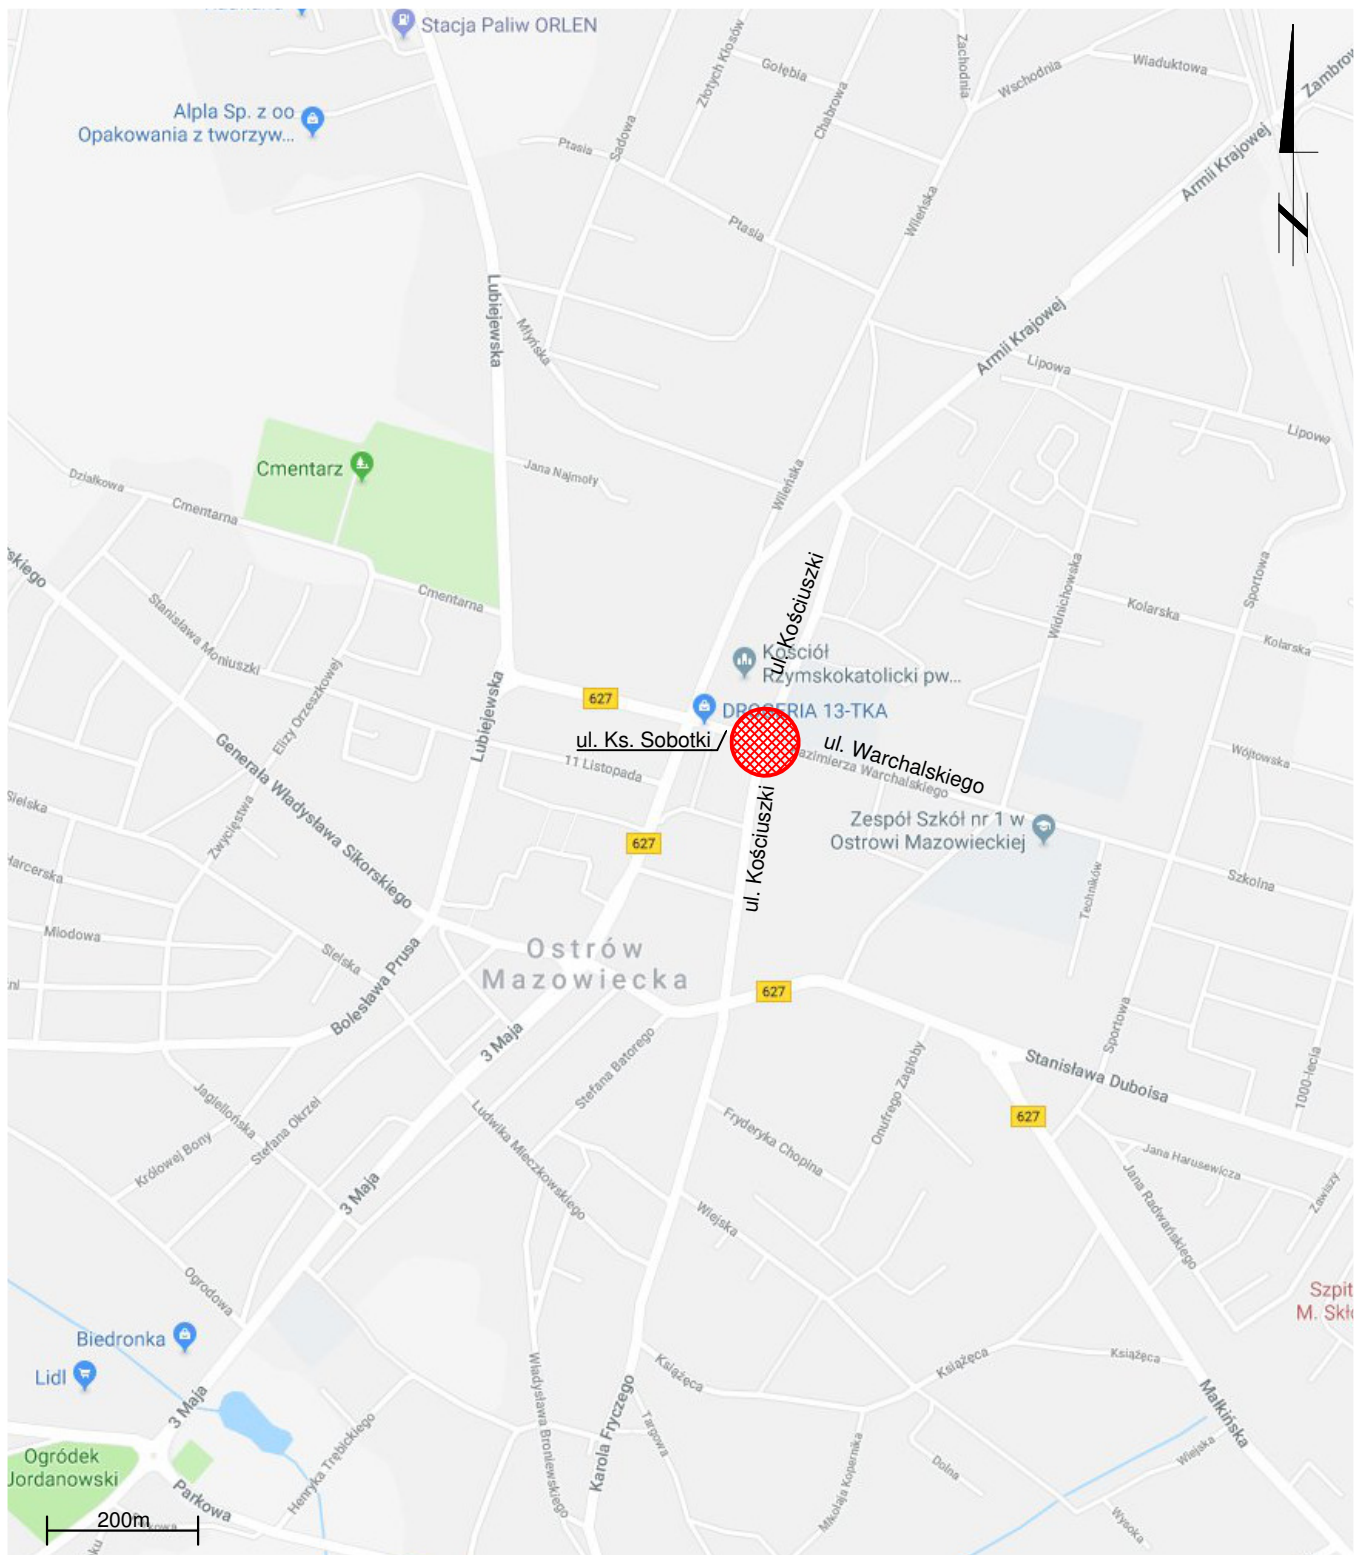 Stacja Paliw ORLEN
Alpla Sp. z oo
Opakowania z tworzyw...
Złotych Kłosów
Gołębia
Zachodnia
Wschodnia
Wiaduktowa
Chabrowa
Sadowa
Ptasia
Ptasia
Armii Krajowej
Wileńska
Lubiejewska
Młyńska
Armii Krajowej
Lipowa
Lipowa
Cmentarz
Jana Najmoły
Działkowa
Cmentarna
Wileńska
Cmentarna
Stanisława Moniuszki
ul. Kościuszki
Widnichowska
Sportowa
Kolarska
Kolarska
Kościół
Rzymskokatolicki pw...
Elizy Orzeszkowej
Lubiejewska
627
DROGERIA 13-TKA
ul. Ks. Sobotki
ul. Warchalskiego
11 Listopada
Generała Władysława Sikorskiego
Wójtowska
Sielska
Zwycięstwa
ul. Kościuszki
Zespół Szkół nr 1 w
Ostrowi Mazowieckiej
627
Techników
Szkolna
Miodowa
Sielska
Bolesława Prusa
Ostrów
Mazowiecka
627
3 Maja
Stefana Batorego
Sportowa
Stanisława Duboisa
1000-lecia
Jagiellońska
Stefana Okrzei
Królowej Bony
Ludwika Mieczkowskiego
Fryderyka Chopina
Onufrego Zagłoby
627
Jana Harusewicza
Jana Radwańskiego
Zawiszy
3 Maja
Wiejska
Ogrodowa
Biedronka
Lidl
3 Maja
Henryka Trębickiego
Władysława Broniewskiego
Karola Fryczego
Książęca
Targowa
Książęca
Książęca
Małkińska
Mikołaja Kopernika
Dolna
Wiejska
Wysoka
Ogródek
Jordanowski
Parkowa
200m